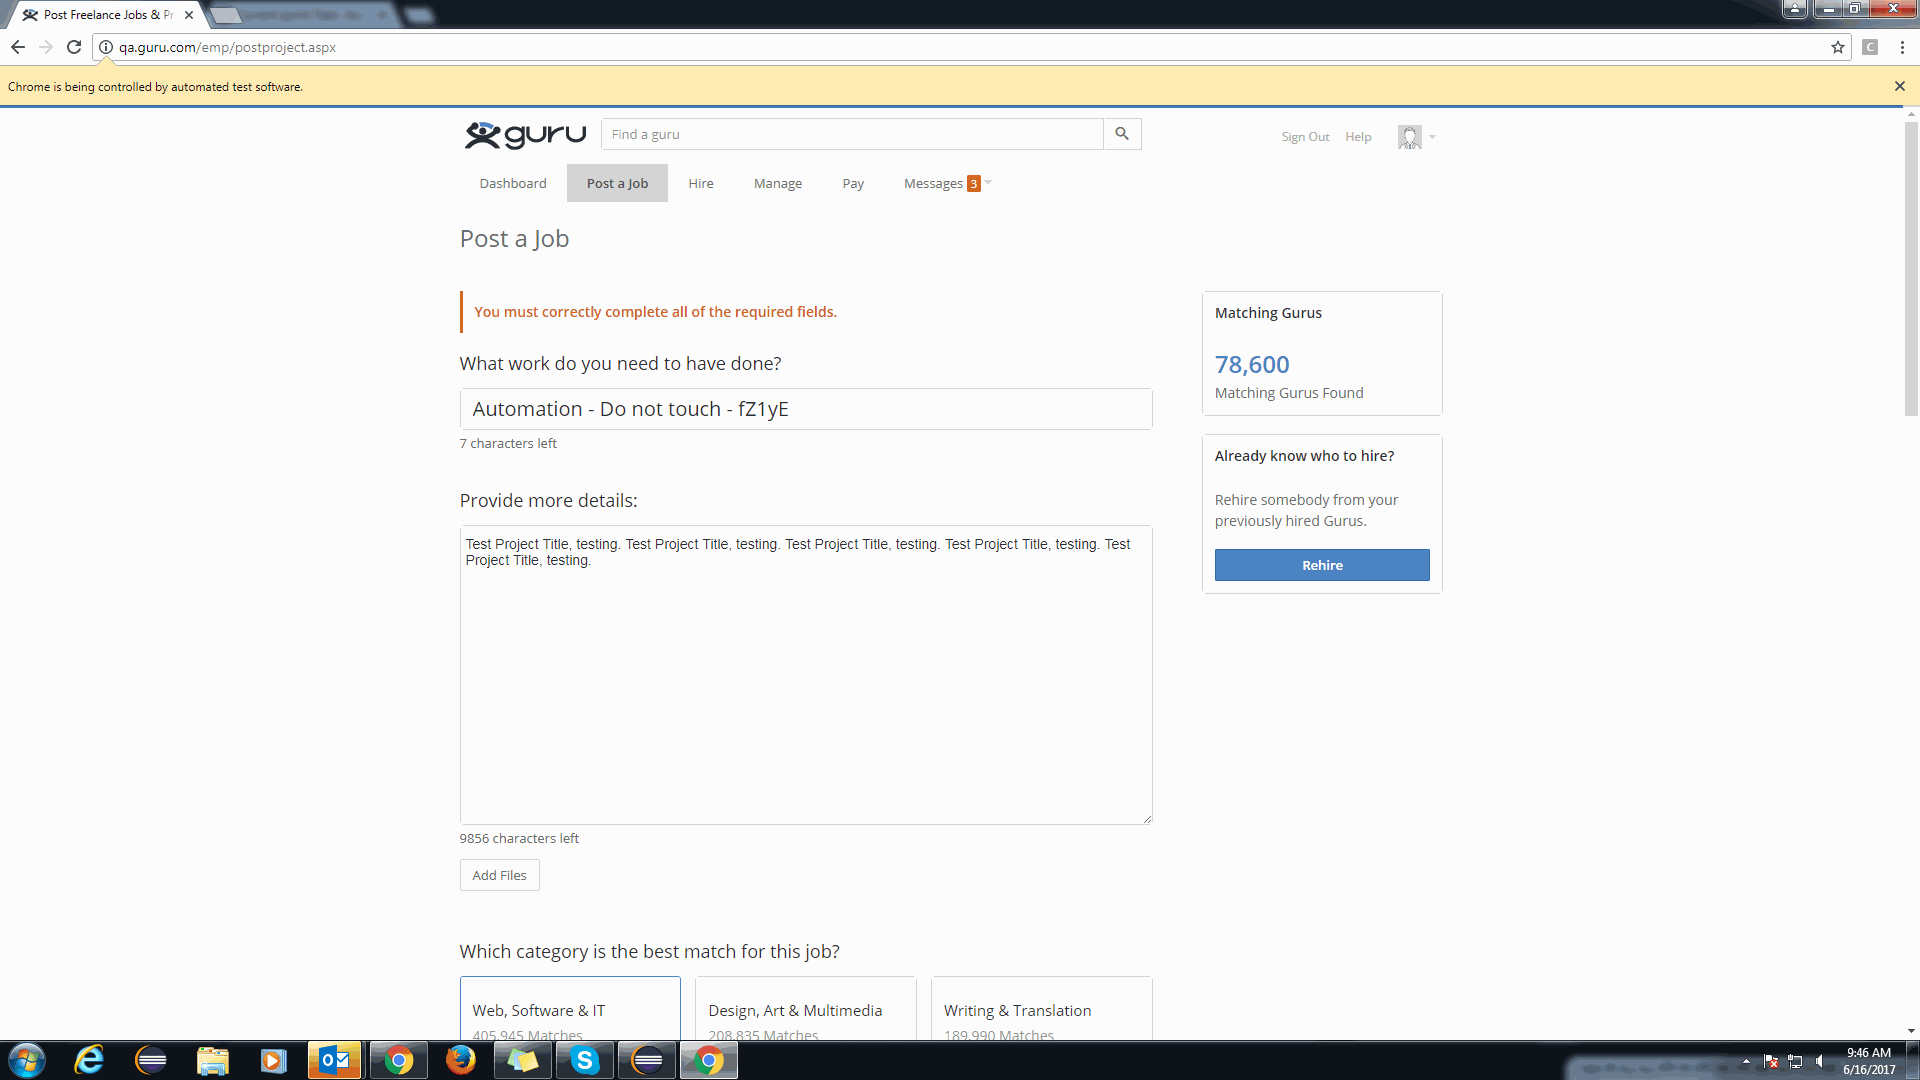 Post Freelance Jobs & Pr
qa.guru.com/emp/postproject.aspx
C
Chrome is being controlled by automated test software.
guru
Find a guru
Sign Out
Help
Dashboard
Post a Job
Hire
Manage
Pay
Messages 3
Post a Job
You must correctly complete all of the required fields.
What work do you need to have done?
Automation - Do not touch - fZ1yE
7 characters left
Provide more details:
Test Project Title, testing. Test Project Title, testing. Test Project Title, testing. Test Project Title, testing. Test
Project Title, testing.
9856 characters left
Add Files
Matching Gurus
78,600
Matching Gurus Found
Already know who to hire?
Rehire somebody from your
previously hired Gurus.
Rehire
Which category is the best match for this job?
Web, Software & IT
405,945 Matches
Design, Art & Multimedia
208,835 Matches
Writing & Translation
189,990 Matches
9:46 AM
6/16/2017